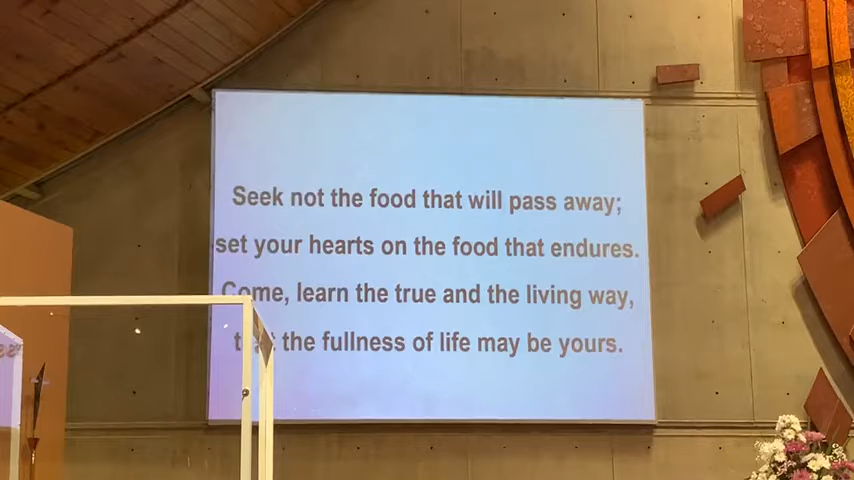 Seek not the food that will pass away;
set your hearts on the food that endures.
Come, learn the true and the living way,
the fullness of life may be yours.